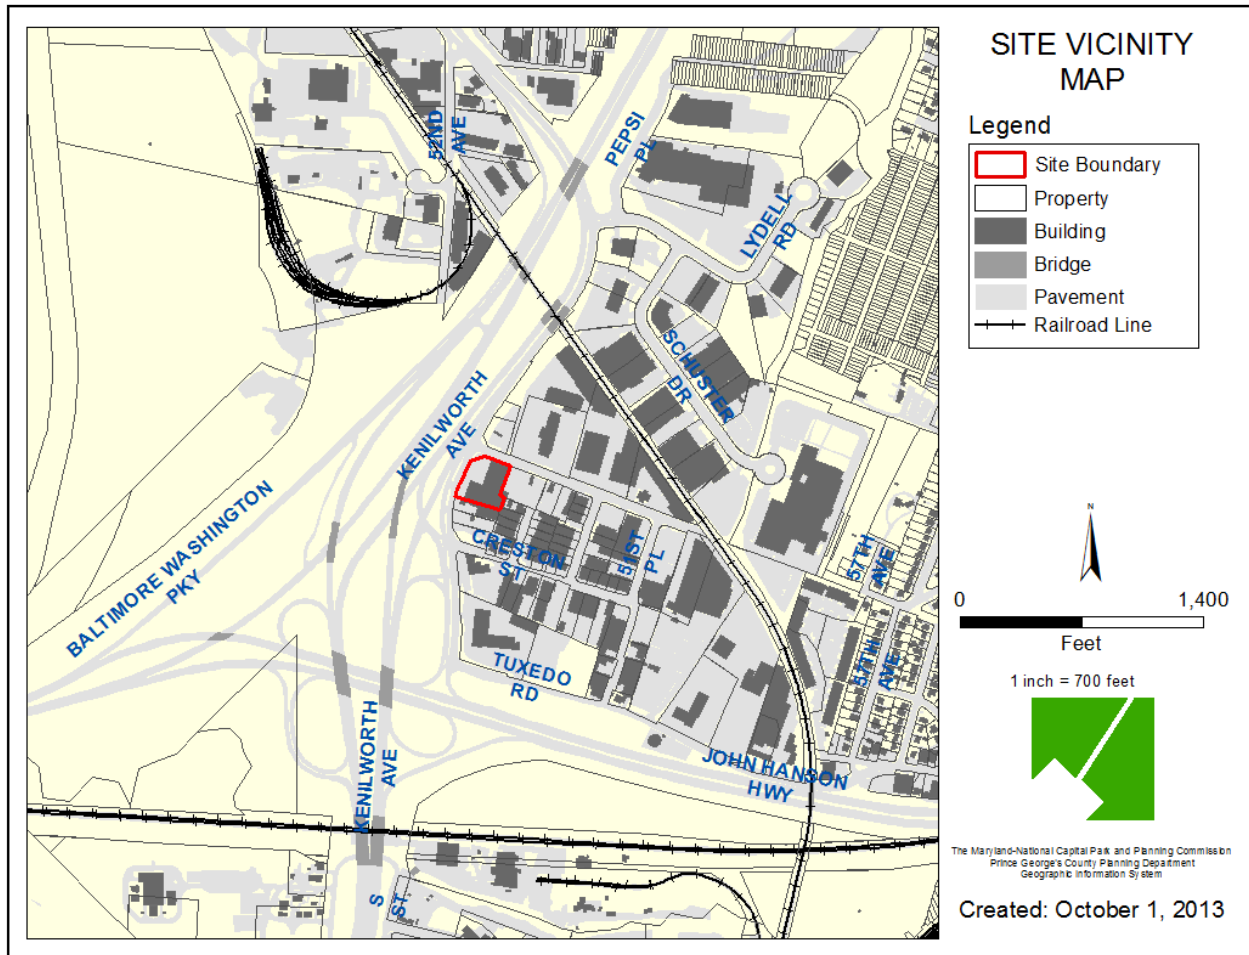 SITE VICINITY
MAP
Legend
Site Boundary
Property
Building
Bridge
Pavement
Railroad Line
N
0 1,400
Feet
1 inch = 700 feet
The Maryland-National Capital Park and Planning Commission
Prince George's County Planning Department
Geographic Information System
Created: October 1, 2013
52ND
AVE
PEPSI
PL
LYDELL
RD
SCHUSTER
DR
KENILWORTH
AVE
BALTIMORE WASHINGTON
PKY
CRESTON
ST
51ST
PL
57TH
AVE
57TH
AVE
TUXEDO
RD
KENILWORTH
AVE
JOHN HANSON
HWY
S
ST